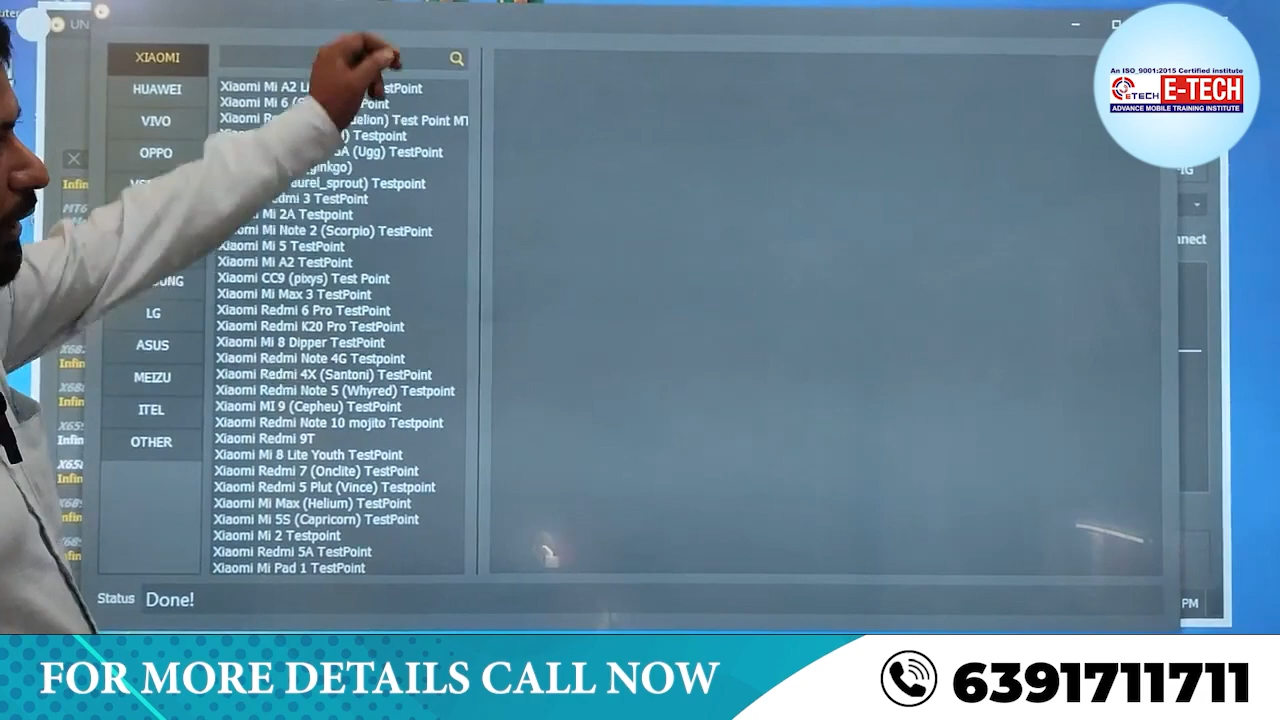 XIAOMI
HUAWEI
VIVO
OPPO
LG
ASUS
MEIZU
ITEL
OTHER
Xiaomi Mi A2
Xiaomi Mi 6
Xiaomi Test Point
Testpoint
(Ugg) TestPoint
Testpoint
3 TestPoint
Mi 2A Testpoint
Mi Note 2 (Scorpio) TestPoint
Xiaomi Mi 5 TestPoint
Xiaomi Mi A2 TestPoint
Xiaomi CC9 (pixys) Test Point
Xiaomi Mi Max 3 TestPoint
Xiaomi Redmi 6 Pro TestPoint
Xiaomi Redmi K20 Pro TestPoint
Xiaomi Mi 8 Dipper TestPoint
Xiaomi Redmi Note 4G Testpoint
Xiaomi Redmi 4X (Santoni) TestPoint
Xiaomi Redmi Note 5 (Whyred) Testpoint
Xiaomi MI 9 (Cepheu) TestPoint
Xiaomi Redmi Note 10 mojito Testpoint
Xiaomi Redmi 9T
Xiaomi Mi 8 Lite Youth TestPoint
Xiaomi Redmi 7 (Onclite) TestPoint
Xiaomi Redmi 5 Plut (Vince) Testpoint
Xiaomi Mi Max (Helium) TestPoint
Xiaomi Mi 5S (Capricorn) TestPoint
Xiaomi Mi 2 Testpoint
Xiaomi Redmi 5A TestPoint
Xiaomi Mi Pad 1 TestPoint
Status Done!
PM
An ISO_9001:2015 Certified institute
ETECH E-TECH
ADVANCE MOBILE TRAINING INSTITUTE
FOR MORE DETAILS CALL NOW
6391711711